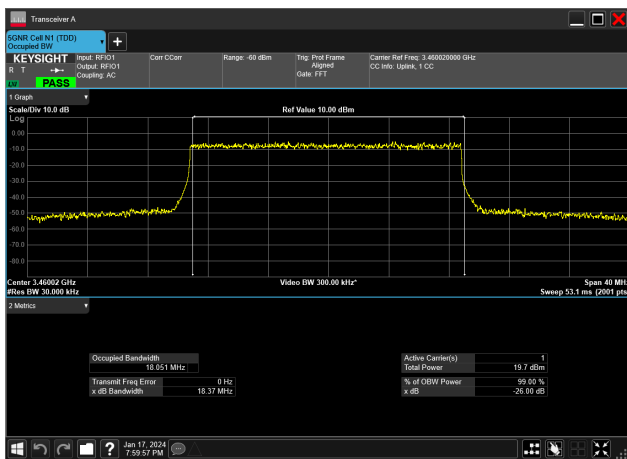 Transceiver A
5GNR Cell N1 (TDD)
Occupied BW
KEYSIGHT
R T
LXI
PASS
Input: RFIO1
Output: RFIO1
Coupling: AC
Corr CCorr
Range: -60 dBm
Trig: Prot Frame
Aligned
Gate: FFT
Carrier Ref Freq: 3.460020000 GHz
CC Info: Uplink, 1 CC
1 Graph
Scale/Div 10.0 dB
Ref Value 10.00 dBm
Log
0.00
-10.0
-20.0
-30.0
-40.0
-50.0
-60.0
-70.0
-80.0
Center 3.46002 GHz
Video BW 300.00 kHz*
Span 40 MHz
#Res BW 30.000 kHz
Sweep 53.1 ms (2001 pts
2 Metrics
Occupied Bandwidth
18.051 MHz
Transmit Freq Error 0 Hz
x dB Bandwidth 18.37 MHz
Active Carrier(s) 1
Total Power 19.7 dBm
% of OBW Power 99.00 %
x dB -26.00 dB
?
Jan 17, 2024
7:59:57 PM